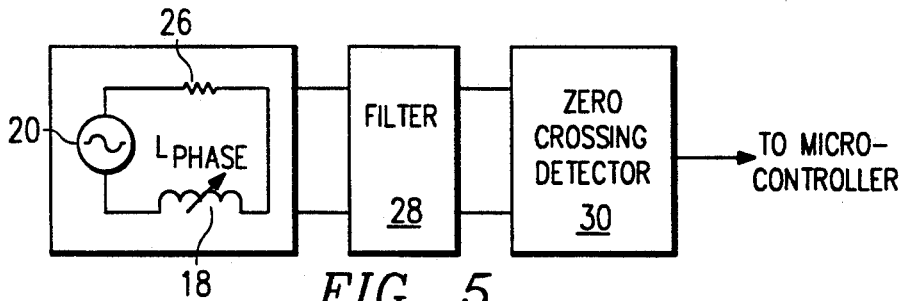 26
20
L PHASE
18
FILTER
28
ZERO
CROSSING
DETECTOR
30
TO MICRO-
CONTROLLER
FIG. 5